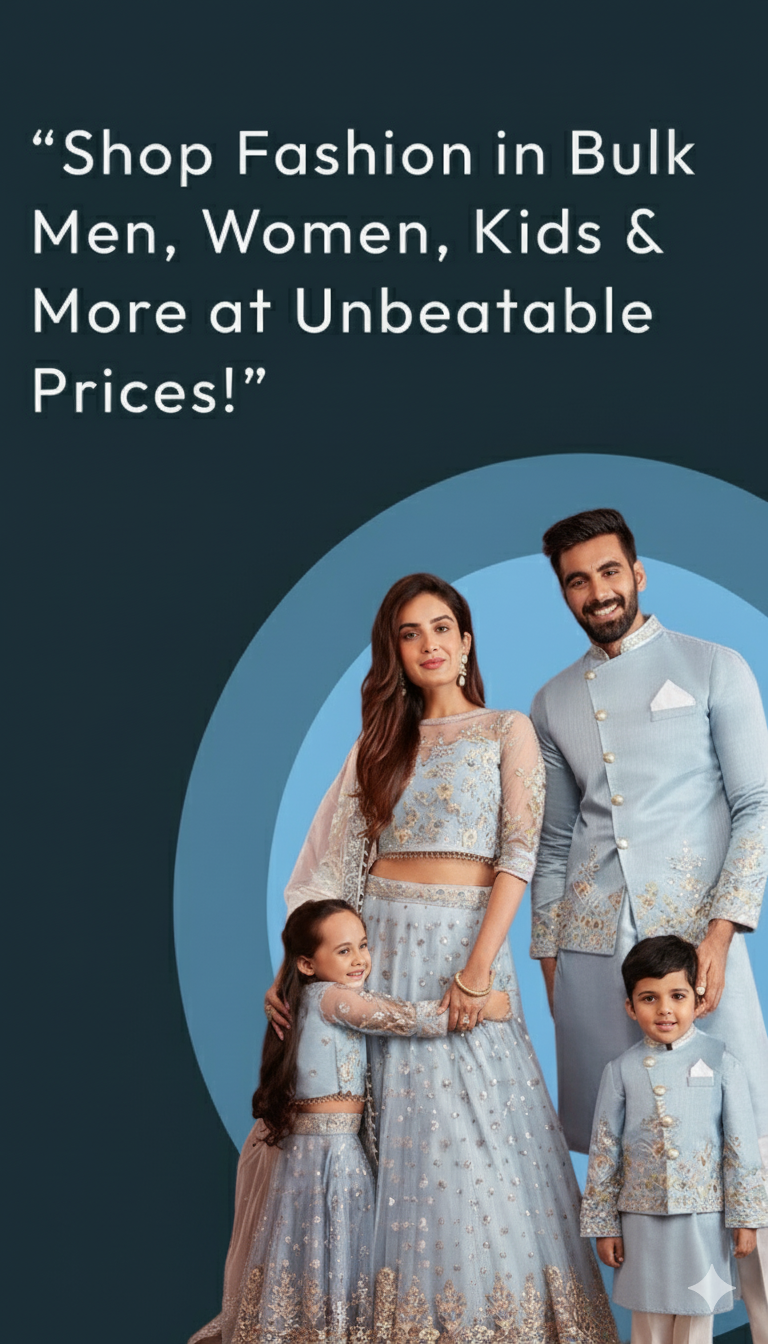 “Shop Fashion in Bulk
Men, Women, Kids &
More at Unbeatable
Prices!”